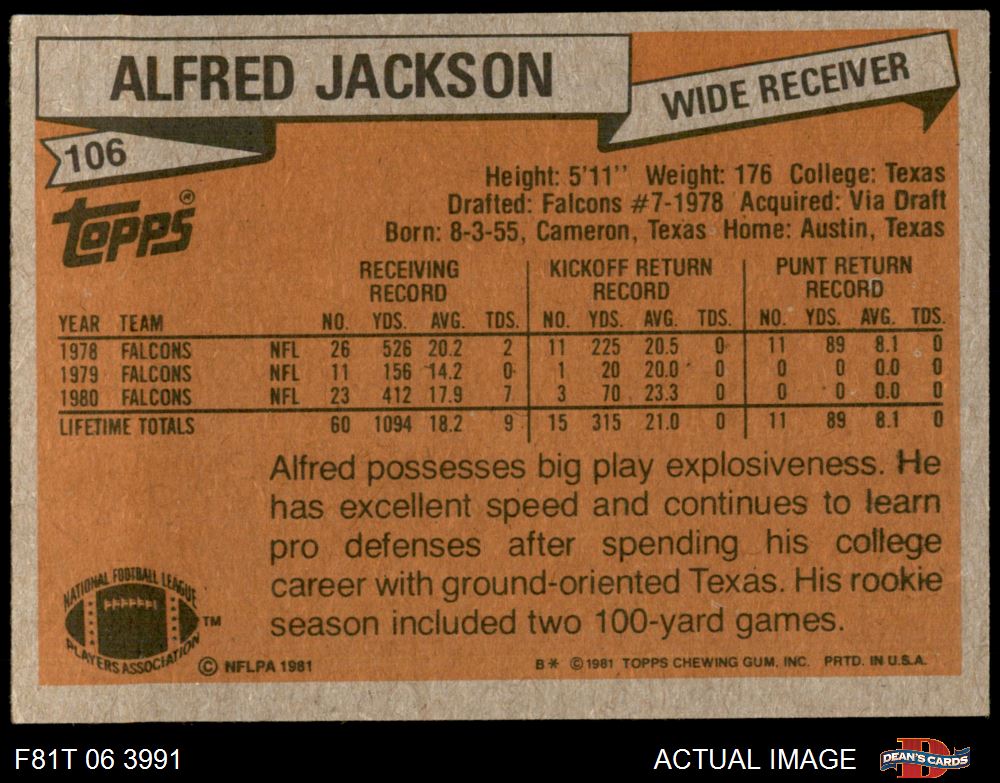 ALFRED JACKSON
WIDE RECEIVER
106
TOPPS®
Height: 5'11'' Weight: 176 College: Texas
Drafted: Falcons #7-1978 Acquired: Via Draft
Born: 8-3-55, Cameron, Texas Home: Austin, Texas
RECEIVING RECORD KICKOFF RETURN RECORD PUNT RETURN RECORD
YEAR TEAM NO. YDS. AVG. TDS. NO. YDS. AVG. TDS. NO. YDS. AVG. TDS.
1978 FALCONS NFL 26 526 20.2 2 11 225 20.5 0 11 89 8.1 0
1979 FALCONS NFL 11 156 14.2 0 1 20 20.0 0 0 0 0.0 0
1980 FALCONS NFL 23 412 17.9 7 3 70 23.3 0 0 0 0.0 0
LIFETIME TOTALS 60 1094 18.2 9 15 315 21.0 0 11 89 8.1 0
Alfred possesses big play explosiveness. He
has excellent speed and continues to learn
pro defenses after spending his college
career with ground-oriented Texas. His rookie
season included two 100-yard games.
NATIONAL FOOTBALL LEAGUE
PLAYERS ASSOCIATION
TM
© NFLPA 1981
B* © 1981 TOPPS CHEWING GUM, INC. PRTD. IN U.S.A.
F81T 06 3991
ACTUAL IMAGE
D
DEAN'S CARDS